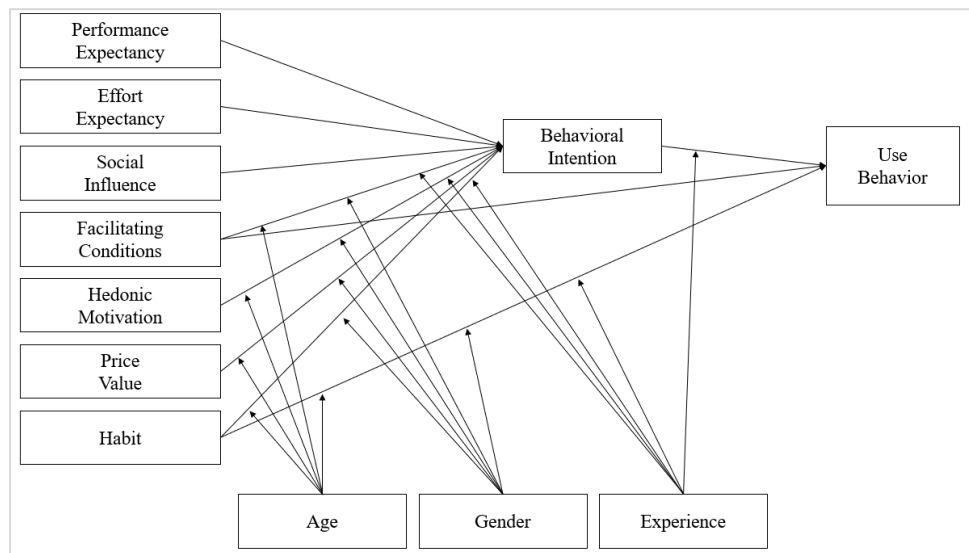 Performance
Expectancy
Effort
Expectancy
Social
Influence
Facilitating
Conditions
Hedonic
Motivation
Price
Value
Habit
Behavioral
Intention
Use
Behavior
Age
Gender
Experience